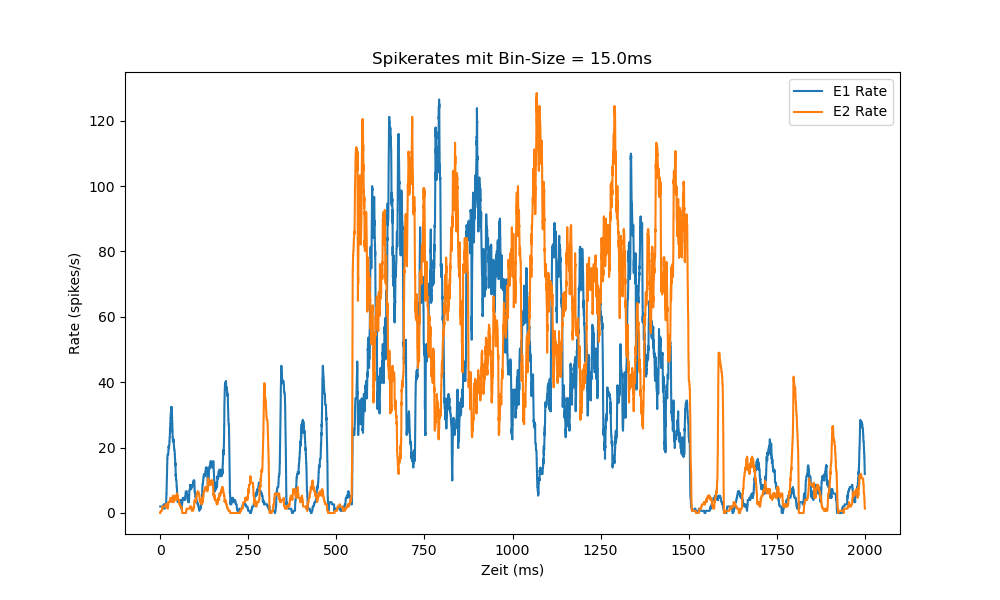 Spikerates mit Bin-Size = 15.0ms
E1 Rate
E2 Rate
120
100
80
60
40
20
0
Rate (spikes/s)
0 250 500 750 1000 1250 1500 1750 2000
Zeit (ms)